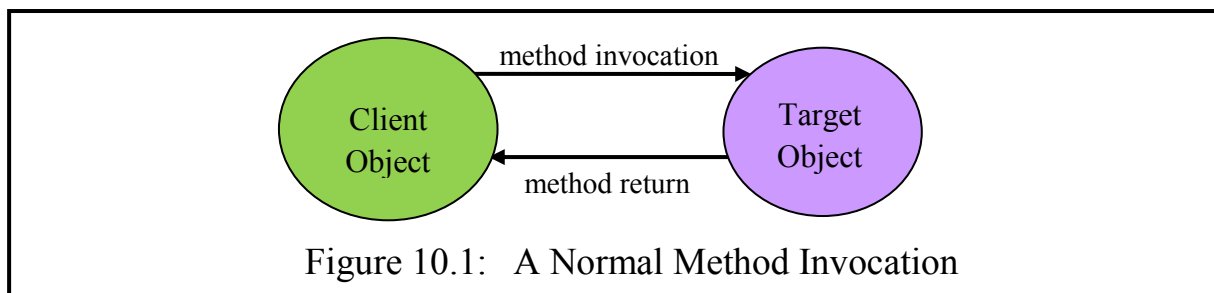 method invocation
Client
Object
Target
Object
method return
Figure 10.1: A Normal Method Invocation